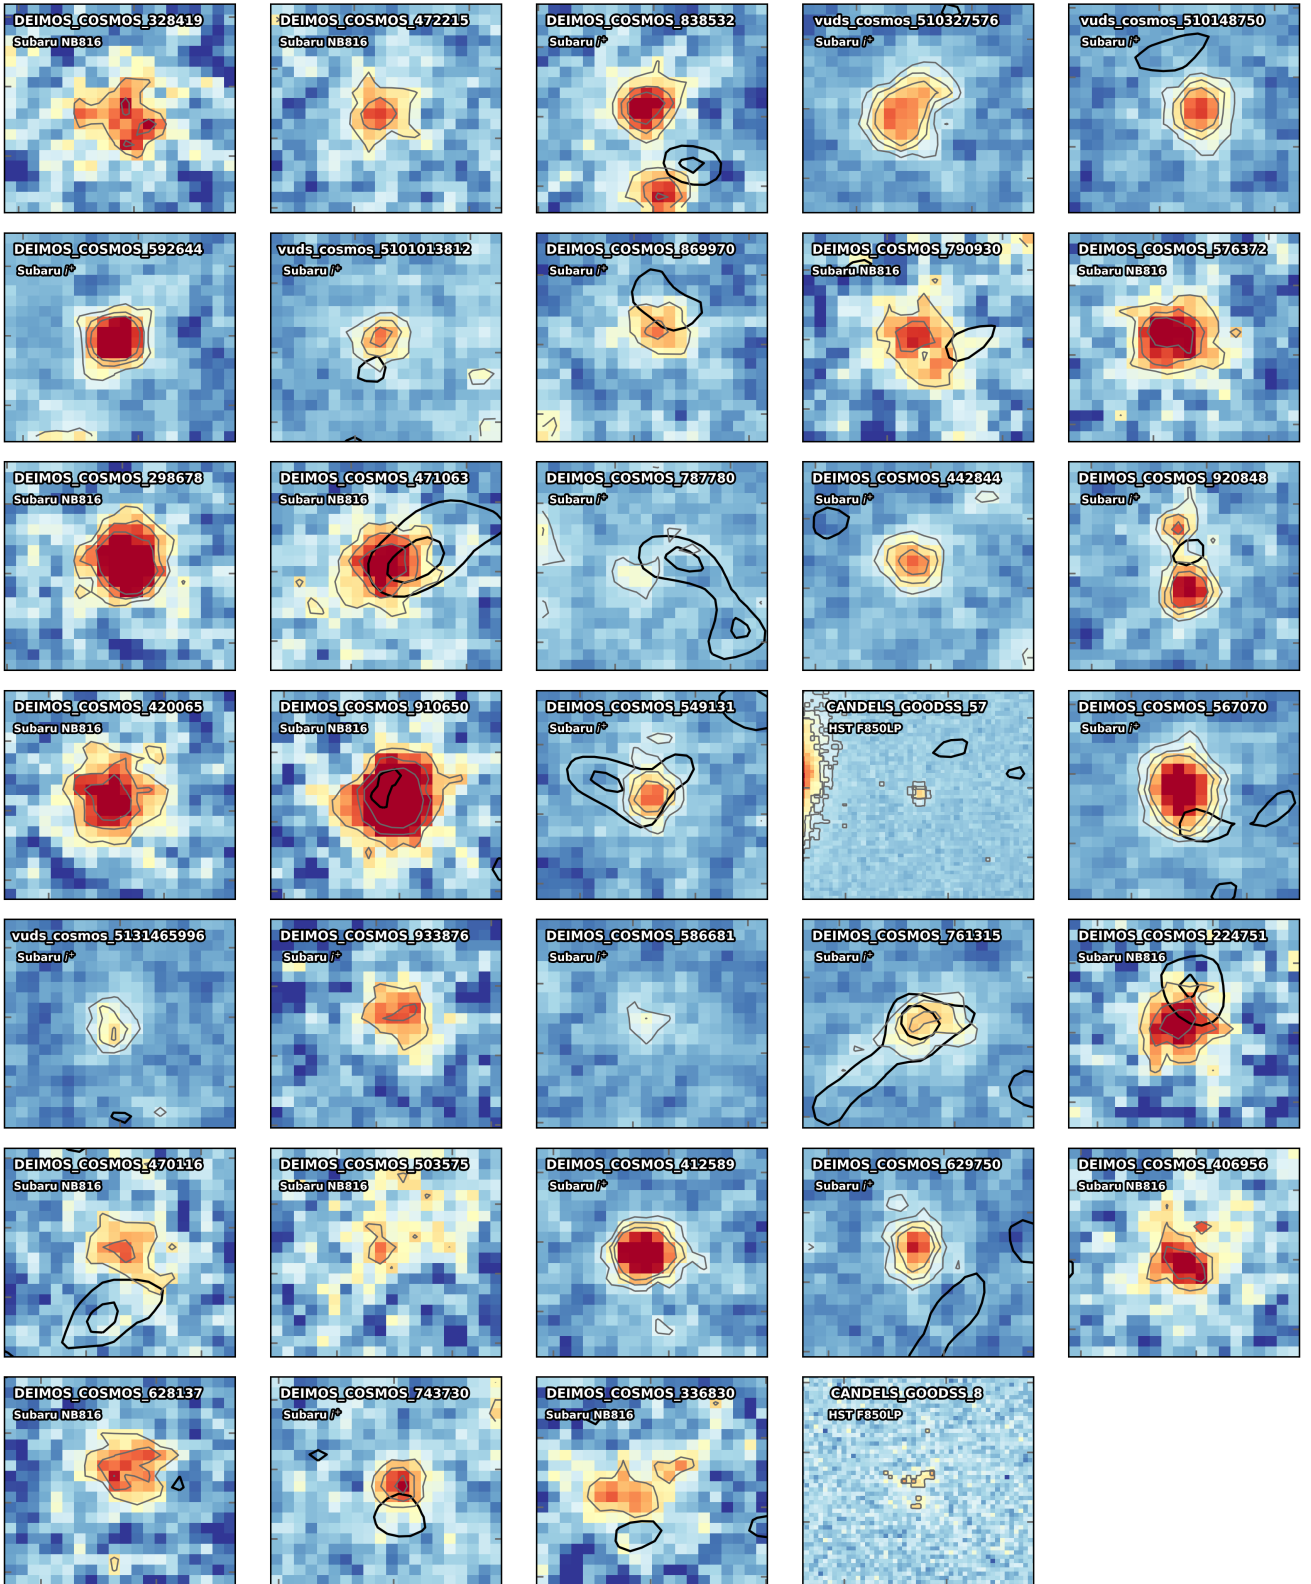 DEIMOS_COSMOS_328419
Subaru NB816
DEIMOS_COSMOS_472215
Subaru NB816
DEIMOS_COSMOS_838532
Subaru i⁺
vuds_cosmos_510327576
Subaru i⁺
vuds_cosmos_510148750
Subaru i⁺
DEIMOS_COSMOS_592644
Subaru i⁺
vuds_cosmos_5101013812
Subaru i⁺
DEIMOS_COSMOS_869970
Subaru i⁺
DEIMOS_COSMOS_790930
Subaru NB816
DEIMOS_COSMOS_576372
Subaru NB816
DEIMOS_COSMOS_298678
Subaru NB816
DEIMOS_COSMOS_471063
Subaru NB816
DEIMOS_COSMOS_787780
Subaru i⁺
DEIMOS_COSMOS_442844
Subaru i⁺
DEIMOS_COSMOS_920848
Subaru i⁺
DEIMOS_COSMOS_420065
Subaru NB816
DEIMOS_COSMOS_910650
Subaru NB816
DEIMOS_COSMOS_549131
Subaru i⁺
CANDELS_GOODSS_57
HST F850LP
DEIMOS_COSMOS_567070
Subaru i⁺
vuds_cosmos_5131465996
Subaru i⁺
DEIMOS_COSMOS_933876
Subaru NB816
DEIMOS_COSMOS_586681
Subaru i⁺
DEIMOS_COSMOS_761315
Subaru i⁺
DEIMOS_COSMOS_224751
Subaru NB816
DEIMOS_COSMOS_470116
Subaru NB816
DEIMOS_COSMOS_503575
Subaru NB816
DEIMOS_COSMOS_412589
Subaru i⁺
DEIMOS_COSMOS_629750
Subaru i⁺
DEIMOS_COSMOS_406956
Subaru NB816
DEIMOS_COSMOS_628137
Subaru NB816
DEIMOS_COSMOS_743730
Subaru i⁺
DEIMOS_COSMOS_336830
Subaru NB816
CANDELS_GOODSS_8
HST F850LP